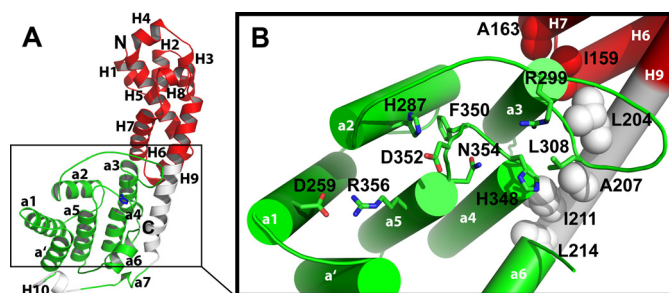 A
H4
N
H2
H3
H1
H5
H8
H7
H6
H9
a3
a2
a1
a5
a4
C
a'
a6
a7
H10
B
A163
H7
H6
I159
R299
H9
a3
H287
F350
a2
L204
D352
N354
L308
A207
D259
R356
H348
a1
a5
a4
I211
L214
a'
a6